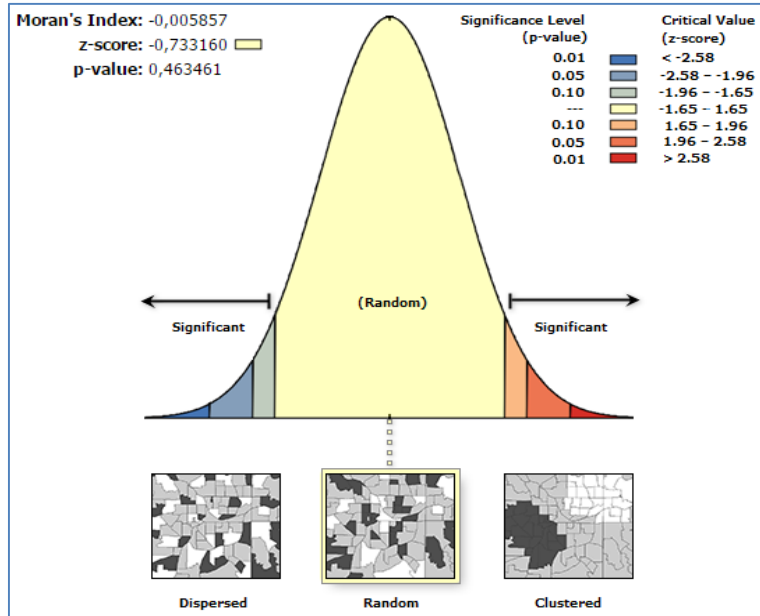 Moran's Index: -0,005857
z-score: -0,733160
p-value: 0,463461
Significance Level
(p-value)
Critical Value
(z-score)
0.01 < -2.58
0.05 -2.58 – -1.96
0.10 -1.96 – -1.65
--- -1.65 – 1.65
0.10 1.65 – 1.96
0.05 1.96 – 2.58
0.01 > 2.58
(Random)
Significant
Significant
Dispersed
Random
Clustered